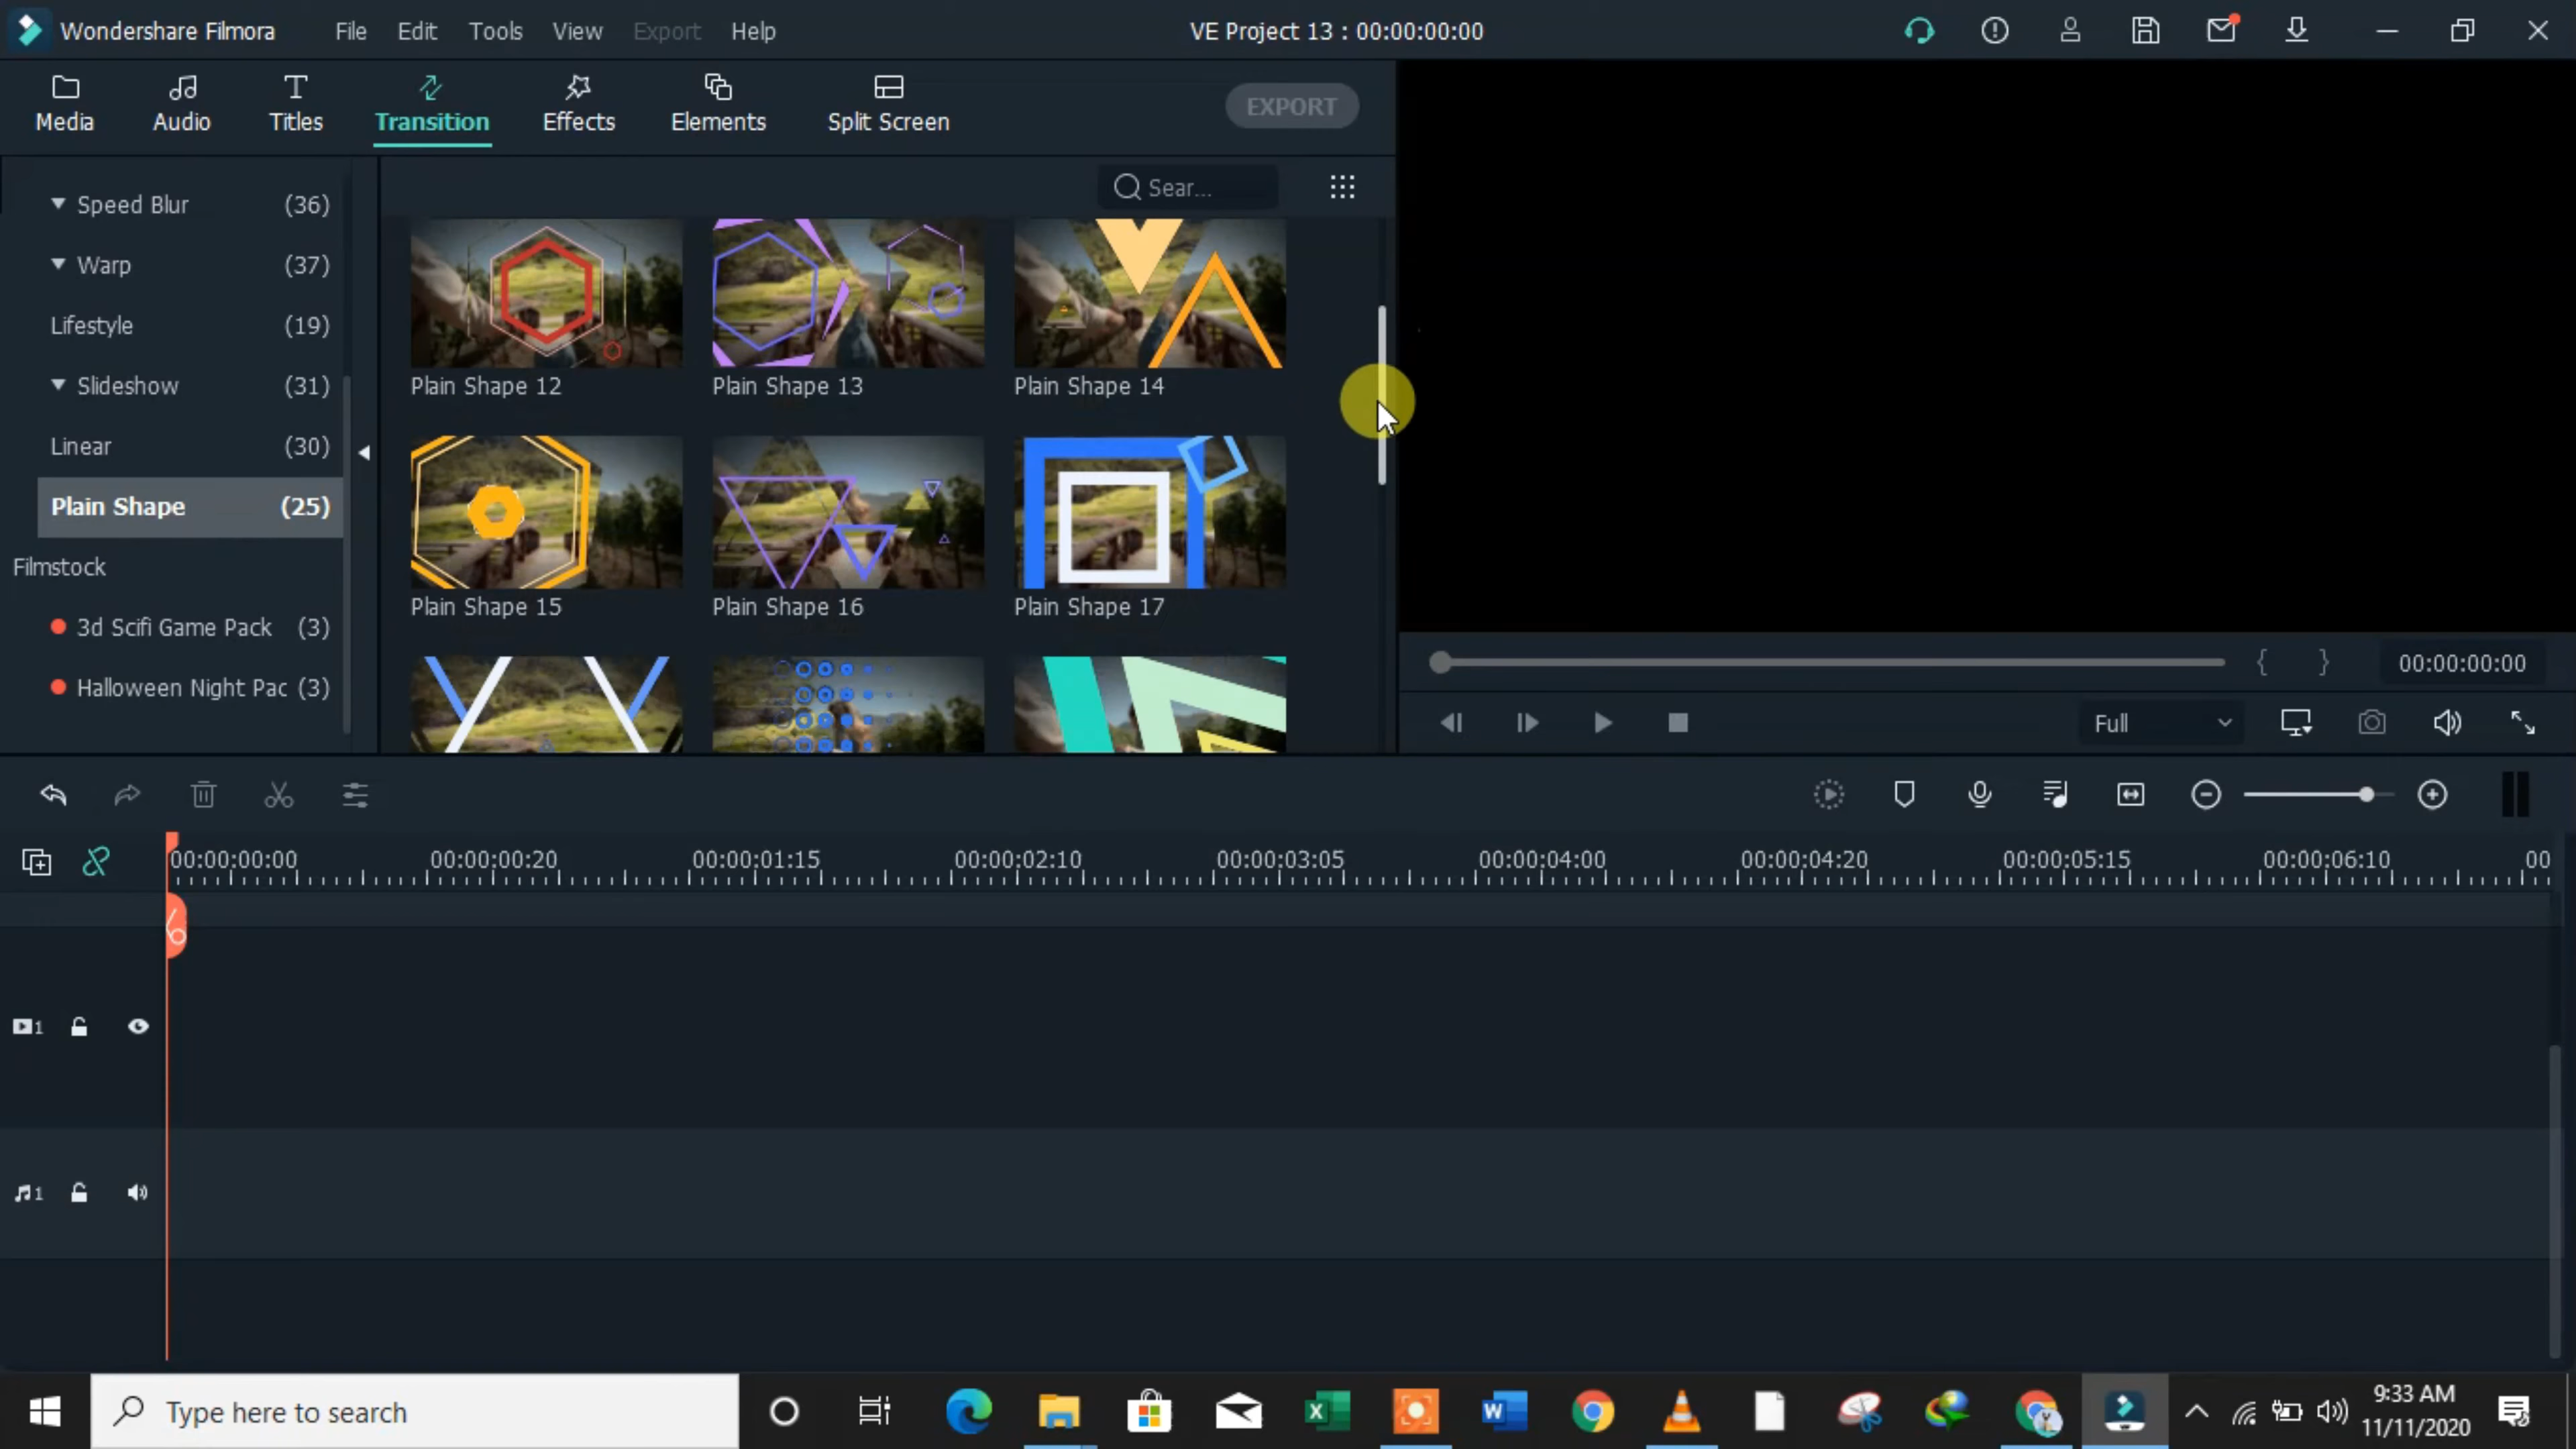 Wondershare Filmora File Edit Tools View Export Help VE Project 13 : 00:00:00:00
Media Audio Titles Transition Effects Elements Split Screen EXPORT
Sear...
Speed Blur (36)
Warp (37)
Lifestyle (19)
Slideshow (31)
Linear (30)
Plain Shape (25)
Filmstock
3d Scifi Game Pack (3)
Halloween Night Pac (3)
Plain Shape 12 Plain Shape 13 Plain Shape 14
Plain Shape 15 Plain Shape 16 Plain Shape 17
{ } 00:00:00:00
Full
00:00:00:00 00:00:00:20 00:00:01:15 00:00:02:10 00:00:03:05 00:00:04:00 00:00:04:20 00:00:05:15 00:00:06:10 00
1
1
Type here to search
9:33 AM
11/11/2020